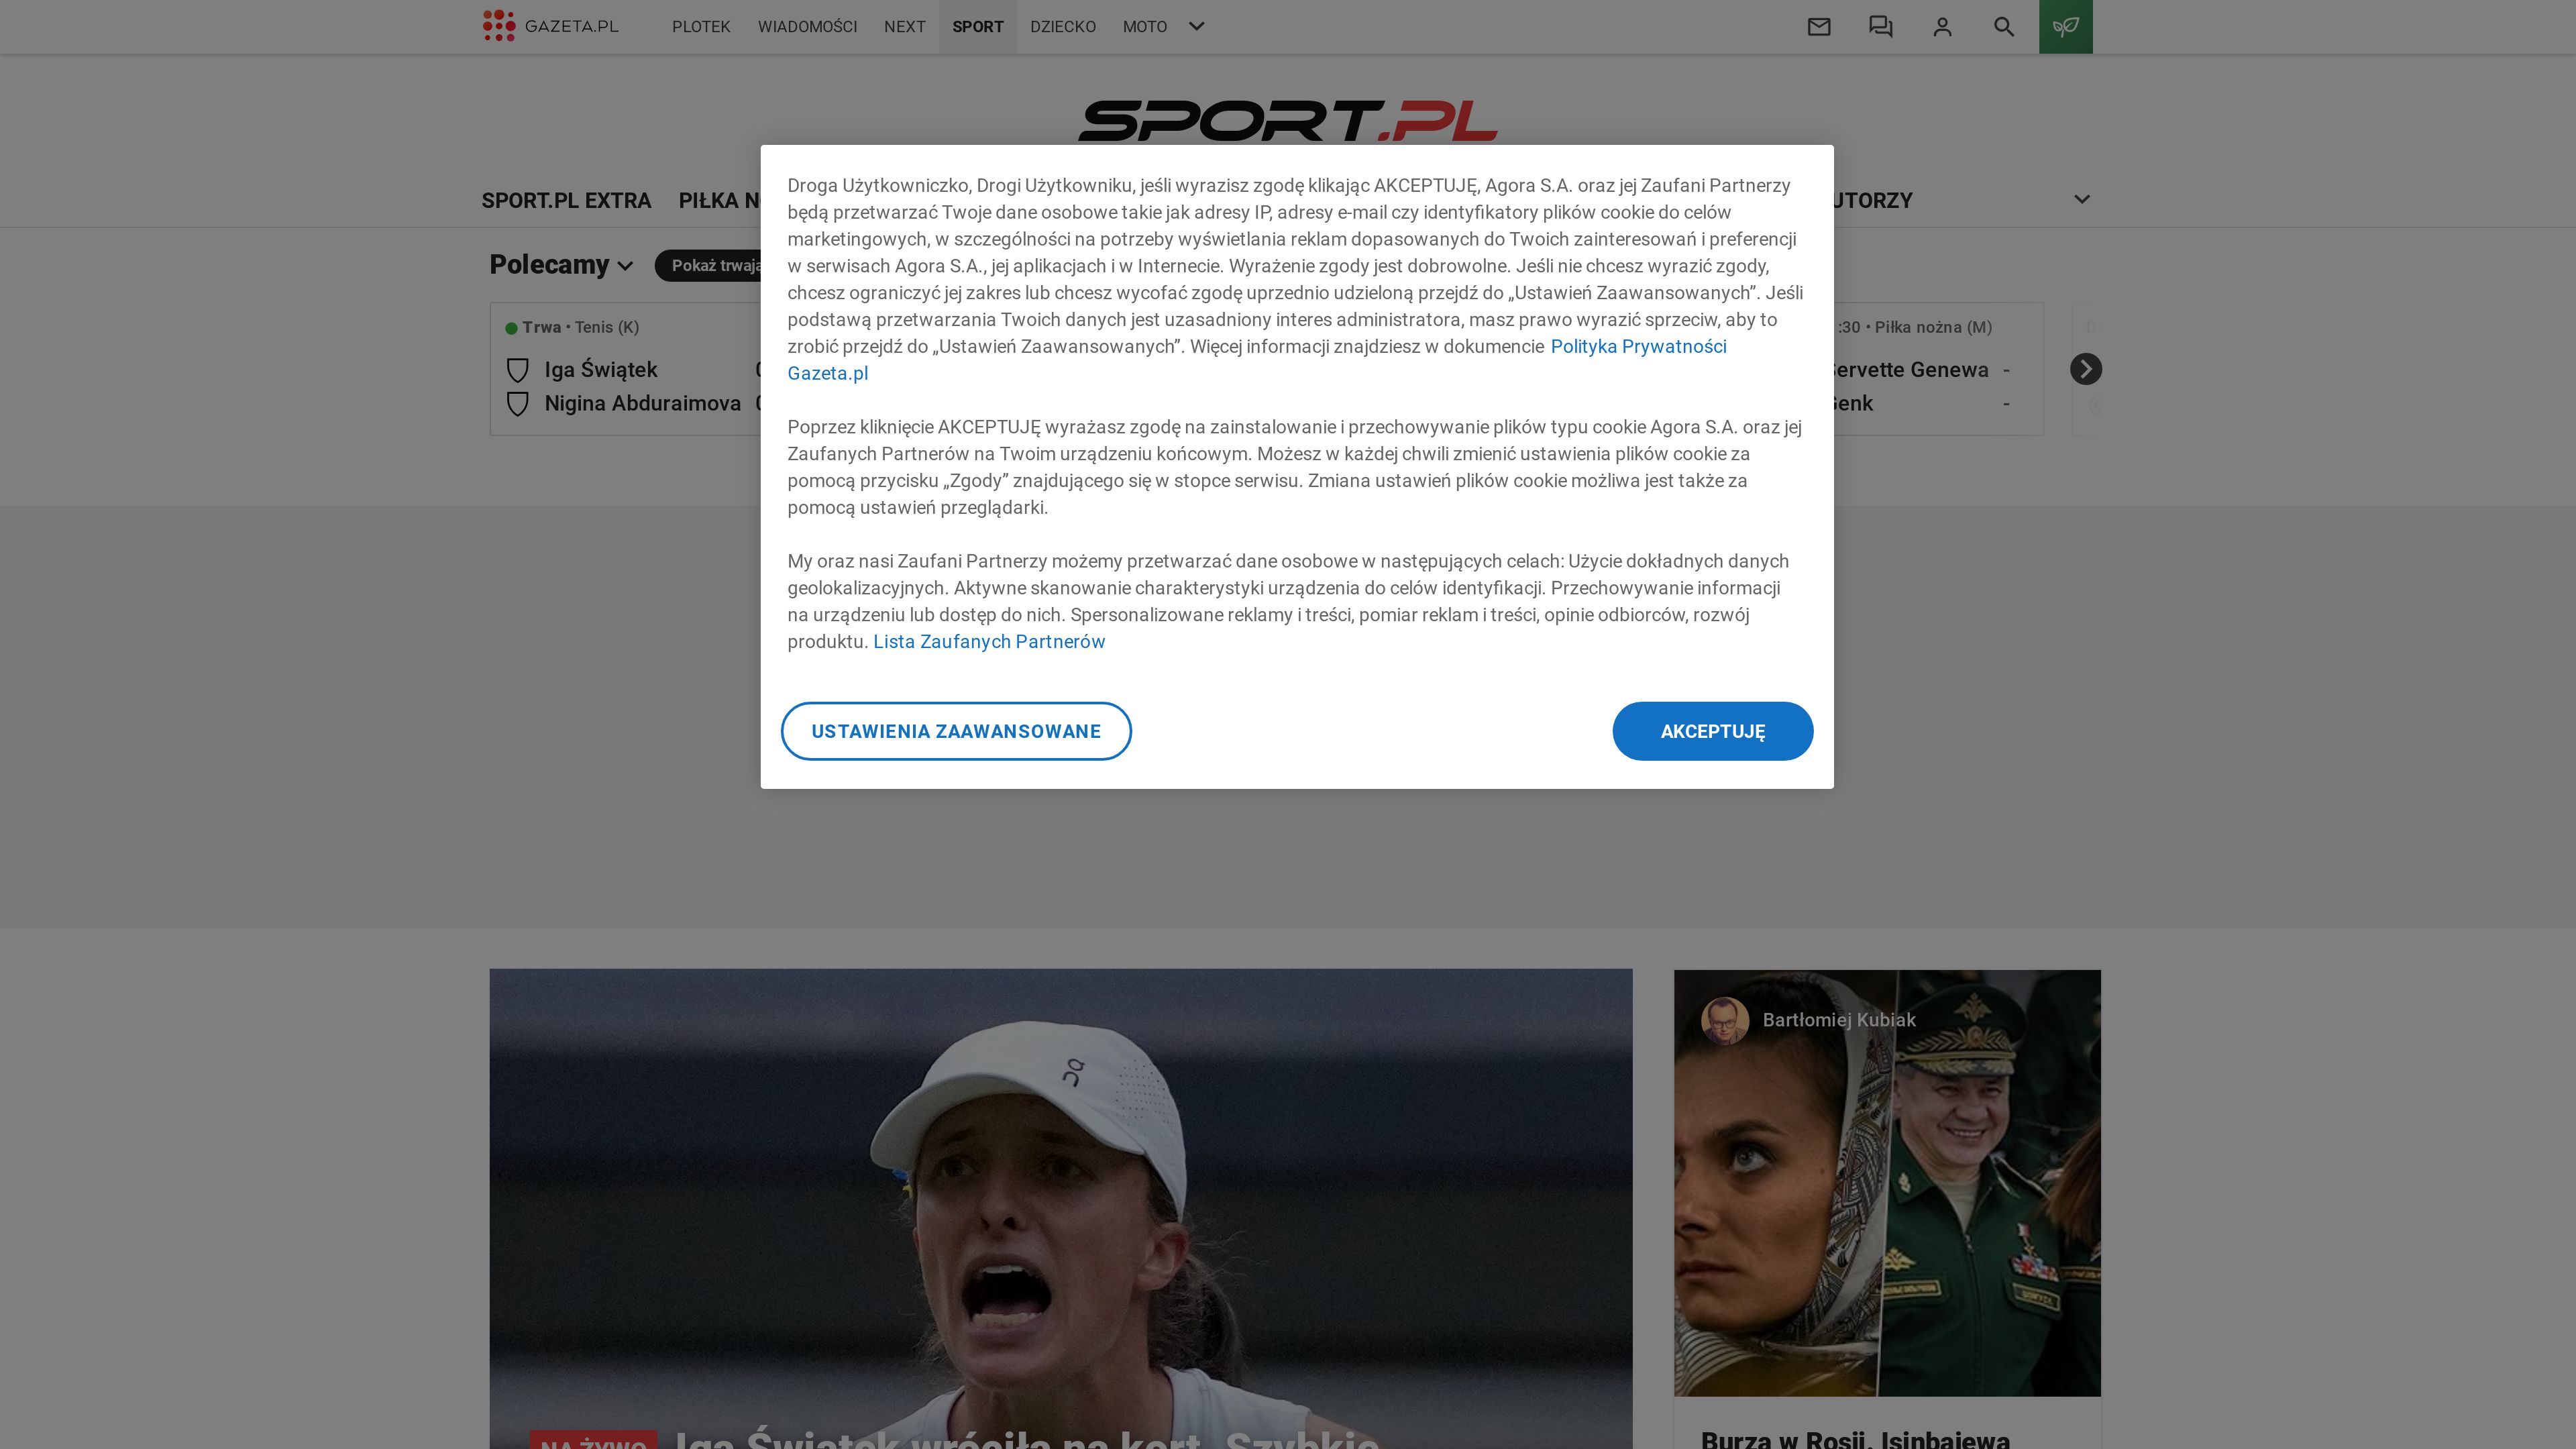 GAZETA.PL PLOTEK WIADOMOŚCI NEXT SPORT DZIECKO MOTO
SPORT.PL
SPORT.PL EXTRA PIŁKA
Polecamy Pokaż
Trwa • Tenis (K)
Iga Świątek
Nigina Abduraimova
:30 • Piłka nożna (M)
Servette Genewa -
Genk -
Droga Użytkowniczko, Drogi Użytkowniku, jeśli wyrazisz zgodę klikając AKCEPTUJĘ, Agora S.A. oraz jej Zaufani Partnerzy
będą przetwarzać Twoje dane osobowe takie jak adresy IP, adresy e-mail czy identyfikatory plików cookie do celów
marketingowych, w szczególności na potrzeby wyświetlania reklam dopasowanych do Twoich zainteresowań i preferencji
w serwisach Agora S.A., jej aplikacjach i w Internecie. Wyrażenie zgody jest dobrowolne. Jeśli nie chcesz wyrazić zgody,
chcesz ograniczyć jej zakres lub chcesz wycofać zgodę uprzednio udzieloną przejdź do „Ustawień Zaawansowanych”. Jeśli
podstawą przetwarzania Twoich danych jest uzasadniony interes administratora, masz prawo wyrazić sprzeciw, aby to
zrobić przejdź do „Ustawień Zaawansowanych”. Więcej informacji znajdziesz w dokumencie Polityka Prywatności
Gazeta.pl
Poprzez kliknięcie AKCEPTUJĘ wyrażasz zgodę na zainstalowanie i przechowywanie plików typu cookie Agora S.A. oraz jej
Zaufanych Partnerów na Twoim urządzeniu końcowym. Możesz w każdej chwili zmienić ustawienia plików cookie za
pomocą przycisku „Zgody” znajdującego się w stopce serwisu. Zmiana ustawień plików cookie możliwa jest także za
pomocą ustawień przeglądarki.
My oraz nasi Zaufani Partnerzy możemy przetwarzać dane osobowe w następujących celach: Użycie dokładnych danych
geolokalizacyjnych. Aktywne skanowanie charakterystyki urządzenia do celów identyfikacji. Przechowywanie informacji
na urządzeniu lub dostęp do nich. Spersonalizowane reklamy i treści, pomiar reklam i treści, opinie odbiorców, rozwój
produktu. Lista Zaufanych Partnerów
USTAWIENIA ZAAWANSOWANE AKCEPTUJĘ
Bartłomiej Kubiak
NA ŻYWO Iga Świątek wróciła na kort. Szybkie
Burza w Rosji. Isinbajewa